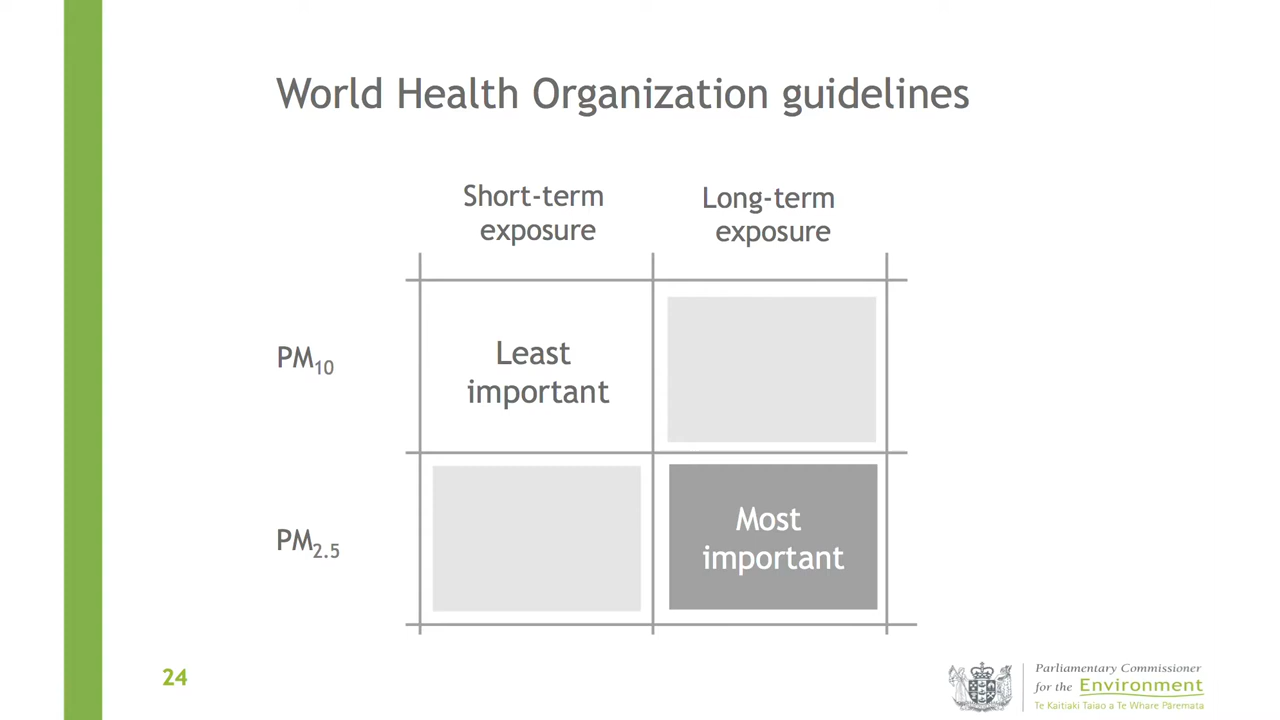 World Health Organization guidelines
Short-term
exposure
Long-term
exposure
PM10
Least
important
PM2.5
Most
important
24
Parliamentary Commissioner
for the Environment
Te Kaitiaki Taiao a Te Whare Pāremata